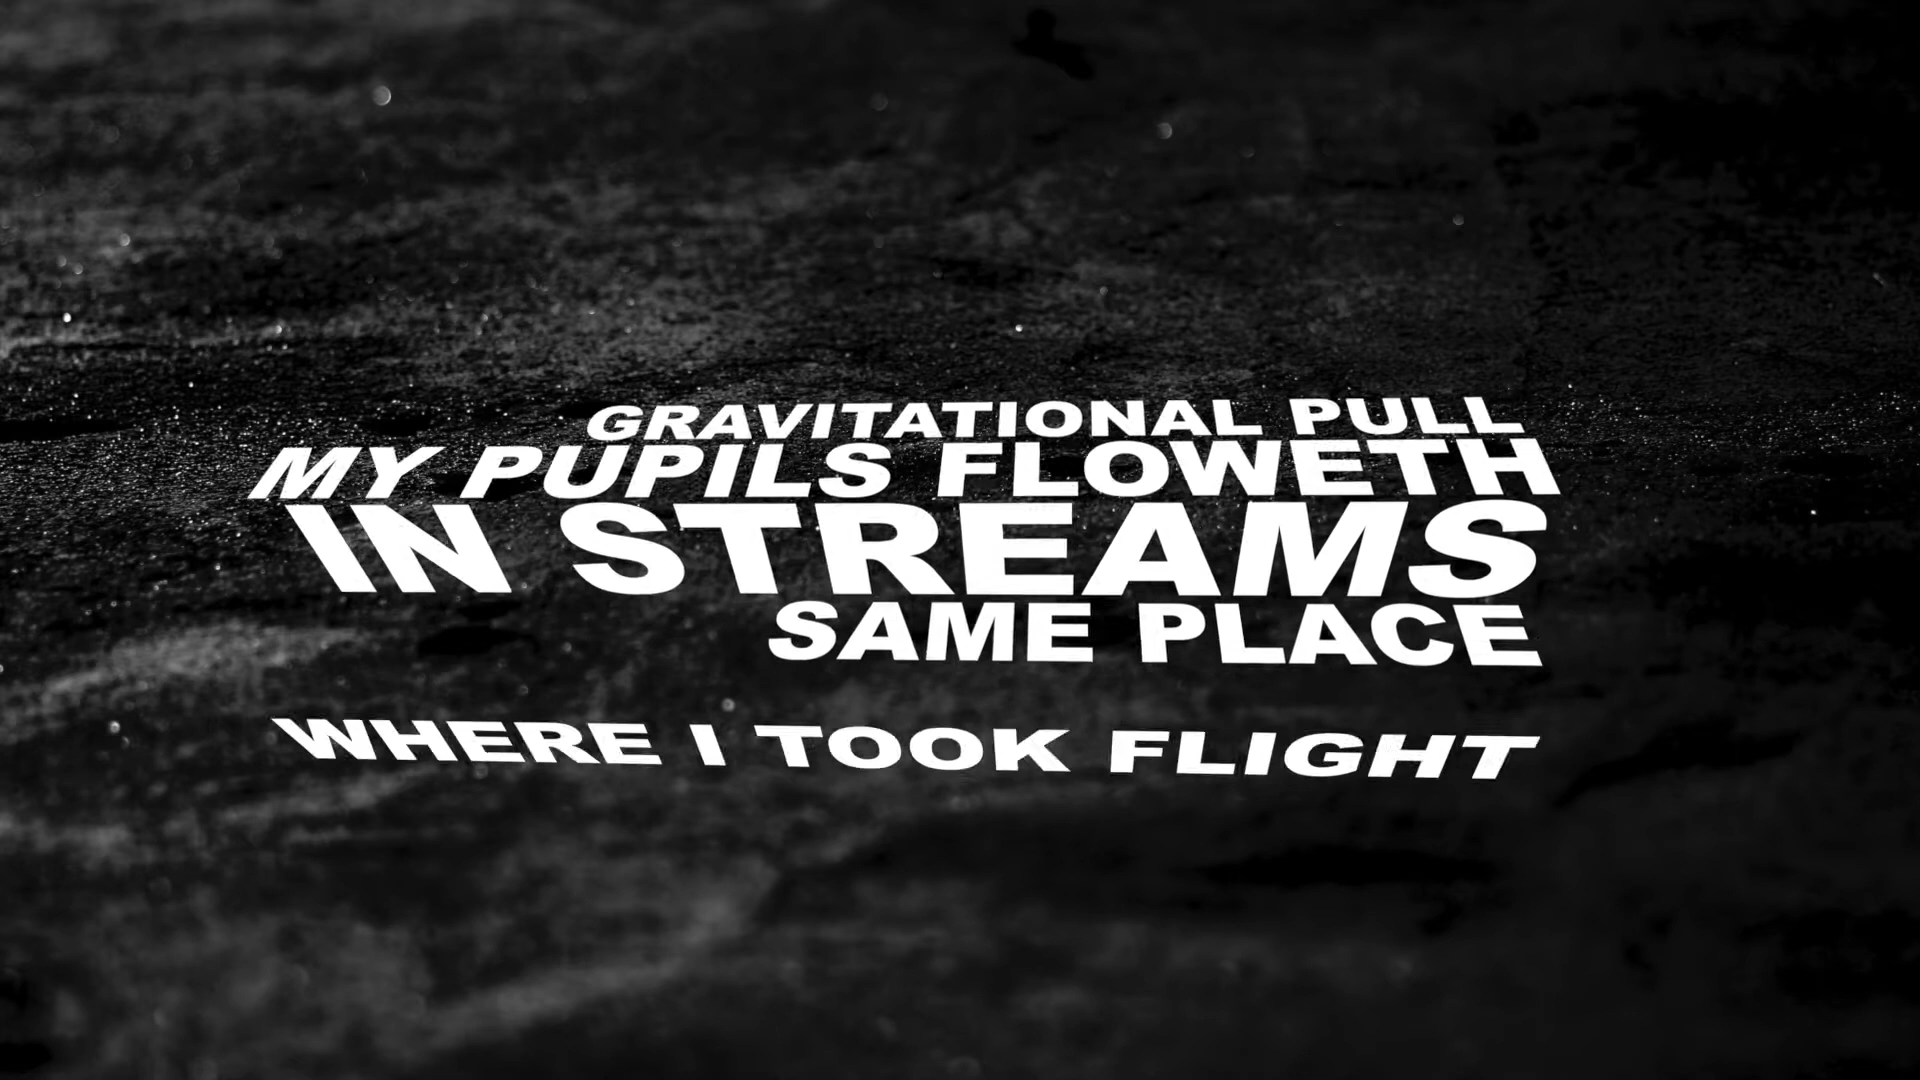 GRAVITATIONAL PULL
MY PUPILS FLOWETH
IN STREAMS
SAME PLACE
WHERE I TOOK FLIGHT